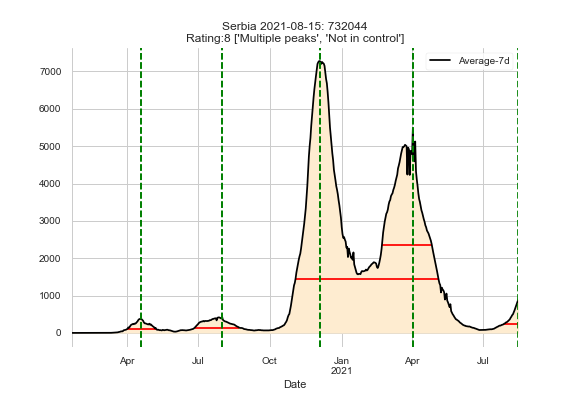 Serbia 2021-08-15: 732044
Rating:8 ['Multiple peaks', 'Not in control']
Average-7d
7000
6000
5000
4000
3000
2000
1000
0
Apr
Jul
Oct
Jan
2021
Apr
Jul
Date